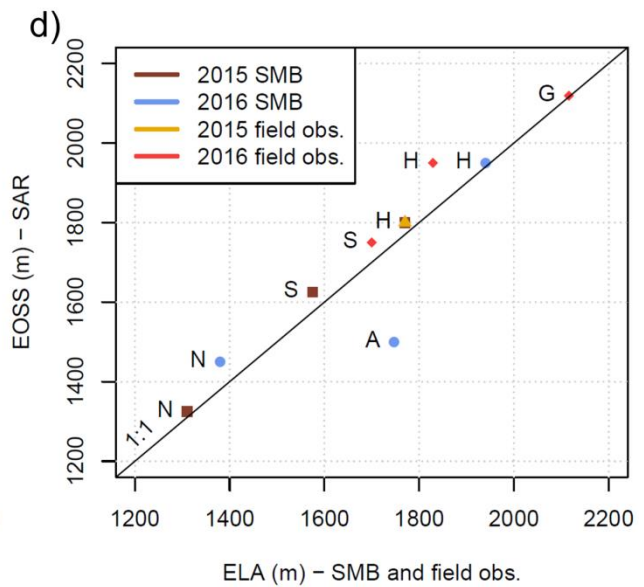 d)
2015 SMB
2016 SMB
2015 field obs.
2016 field obs.
EOSS (m) − SAR
2200
2000
1800
1600
1400
1200
G
H H
H
S
S
A
N
N
1:1
1200 1400 1600 1800 2000 2200
ELA (m) − SMB and field obs.